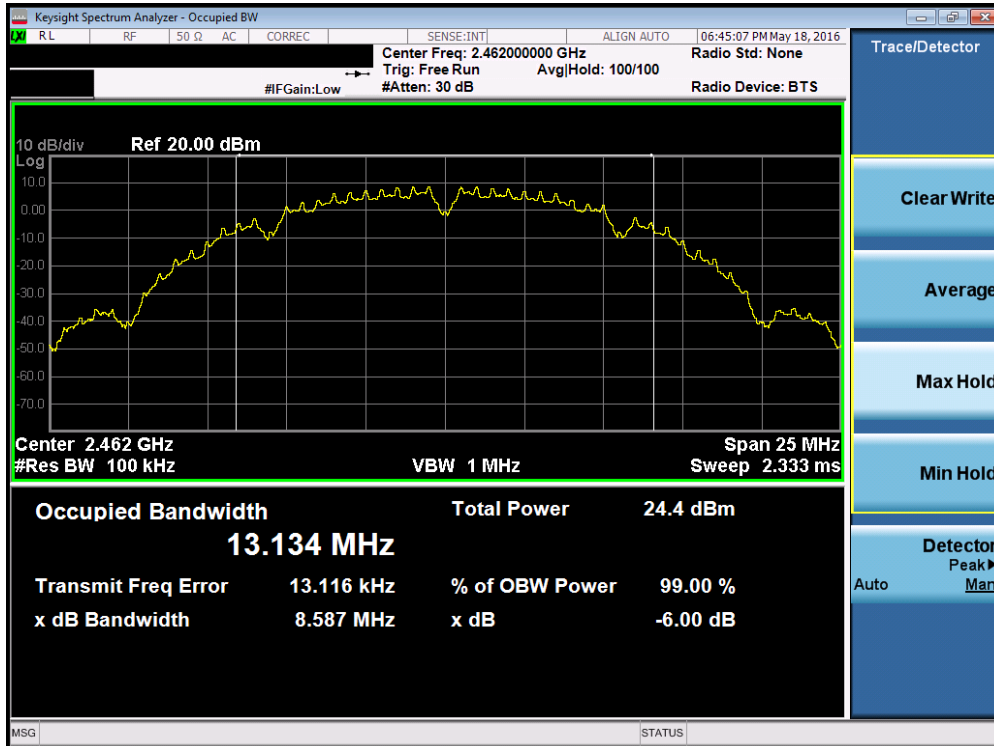 Keysight Spectrum Analyzer - Occupied BW
LXI RL RF 50 Ω AC CORREC SENSE:INT ALIGN AUTO 06:45:07 PM May 18, 2016
Center Freq: 2.462000000 GHz Radio Std: None
Trig: Free Run Avg|Hold: 100/100
#IFGain:Low #Atten: 30 dB Radio Device: BTS
Trace/Detector
10 dB/div Ref 20.00 dBm
Log
10.0
0.00
-10.0
-20.0
-30.0
-40.0
-50.0
-60.0
-70.0
Center 2.462 GHz Span 25 MHz
#Res BW 100 kHz VBW 1 MHz Sweep 2.333 ms
Occupied Bandwidth Total Power 24.4 dBm
13.134 MHz
Transmit Freq Error 13.116 kHz % of OBW Power 99.00 %
x dB Bandwidth 8.587 MHz x dB -6.00 dB
Clear Write
Average
Max Hold
Min Hold
Detector
Peak
Auto Man
MSG STATUS